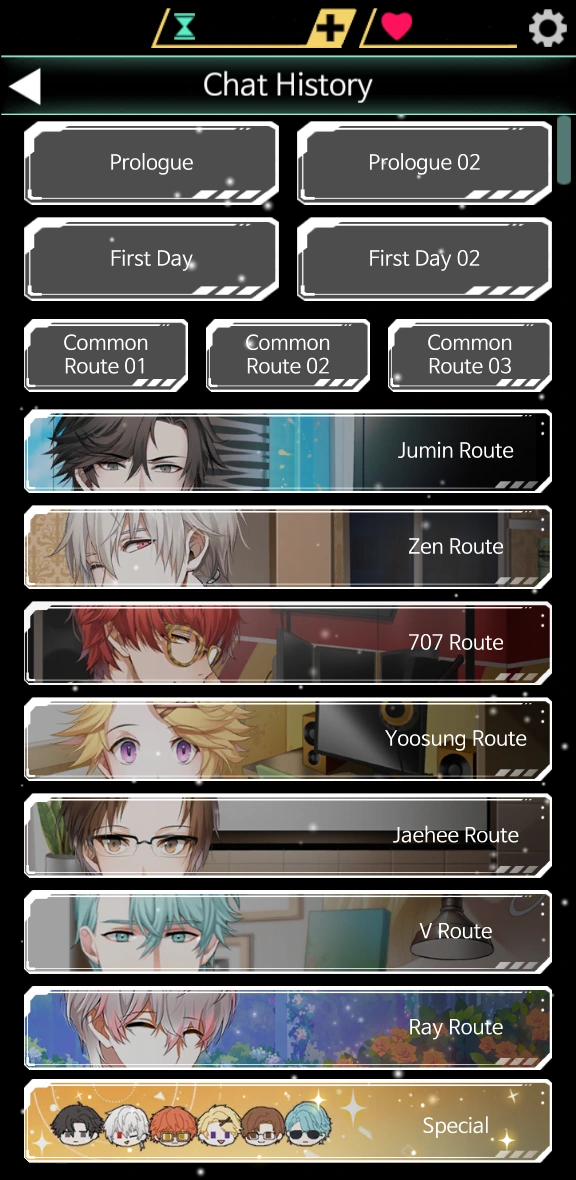 Chat History
Prologue
Prologue 02
First Day
First Day 02
Common
Route 01
Common
Route 02
Common
Route 03
Jumin Route
Zen Route
707 Route
Yoosung Route
Jaehee Route
V Route
Ray Route
Special